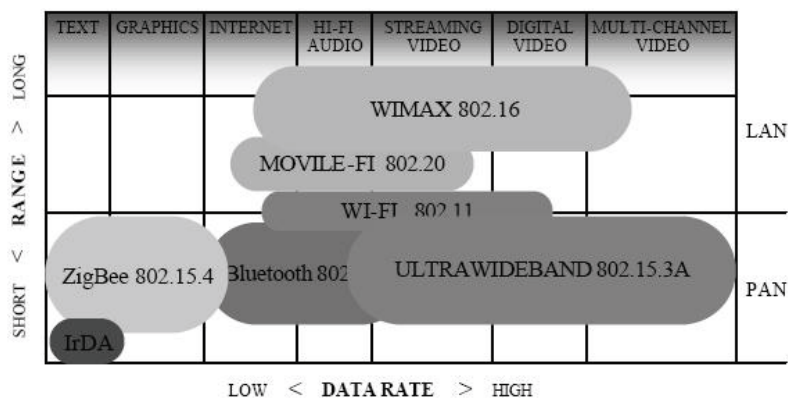 TEXT GRAPHICS INTERNET HI-FI AUDIO STREAMING VIDEO DIGITAL VIDEO MULTI-CHANNEL VIDEO
SHORT < RANGE > LONG
WIMAX 802.16
LAN
MOVILE-FI 802.20
WI-FI 802.11
ZigBee 802.15.4
Bluetooth 802
ULTRAWIDEBAND 802.15.3A
PAN
IrDA
LOW < DATA RATE > HIGH